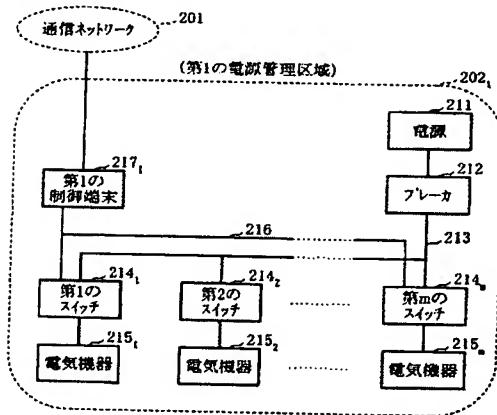 通信ネットワーク
201
(第1の電源管理区域)
202₁
211
電源
217₁
212
第1の
制御端末
ブレーカ
216
213
214₁
214₂
214ₘ
第1の
スイッチ
第2の
スイッチ
第mの
スイッチ
215₁
215₂
215ₘ
電気機器
電気機器
電気機器